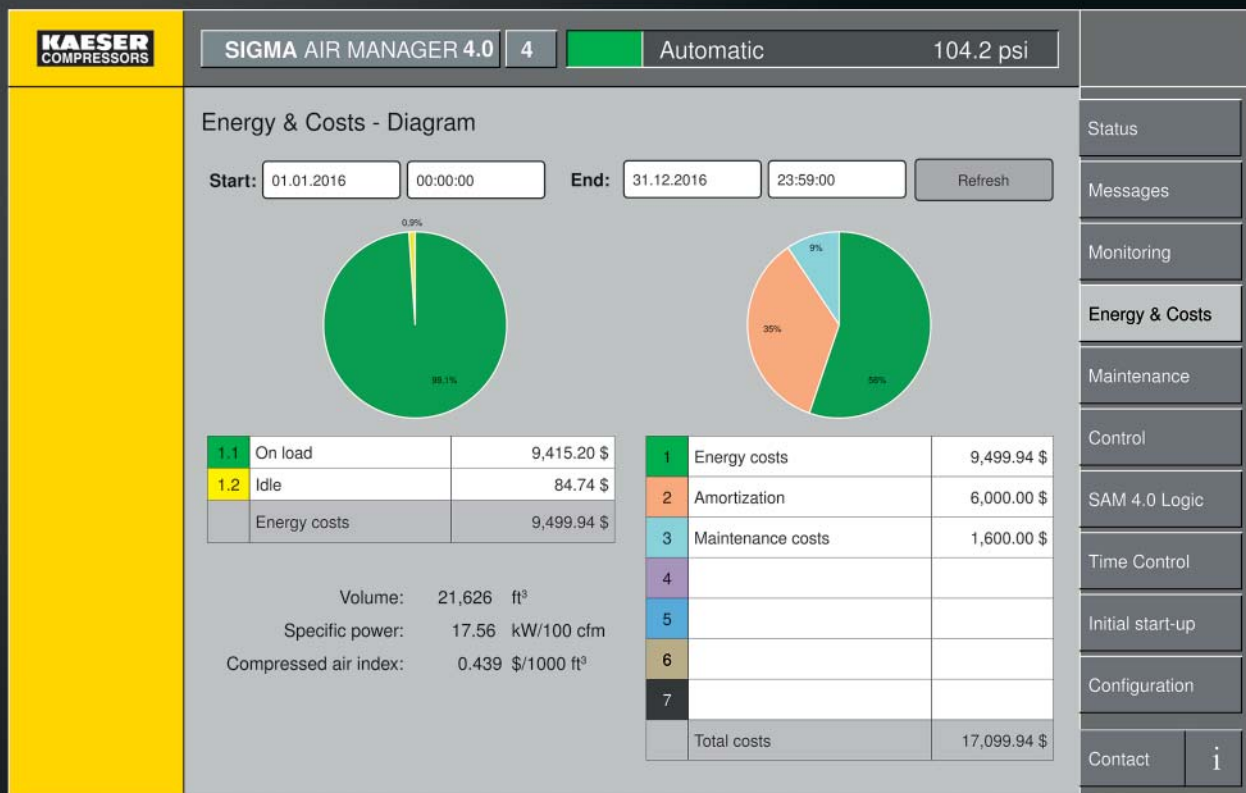 KAESER
COMPRESSORS
SIGMA AIR MANAGER 4.0 4 Automatic 104.2 psi
Energy & Costs - Diagram
Start: 01.01.2016 00:00:00 End: 31.12.2016 23:59:00 Refresh
0,9%
99,1%
9%
35%
56%
1.1 On load 9,415.20 $
1.2 Idle 84.74 $
Energy costs 9,499.94 $
Volume: 21,626 ft³
Specific power: 17.56 kW/100 cfm
Compressed air index: 0.439 $/1000 ft³
1 Energy costs 9,499.94 $
2 Amortization 6,000.00 $
3 Maintenance costs 1,600.00 $
4
5
6
7
Total costs 17,099.94 $
Status
Messages
Monitoring
Energy & Costs
Maintenance
Control
SAM 4.0 Logic
Time Control
Initial start-up
Configuration
Contact i